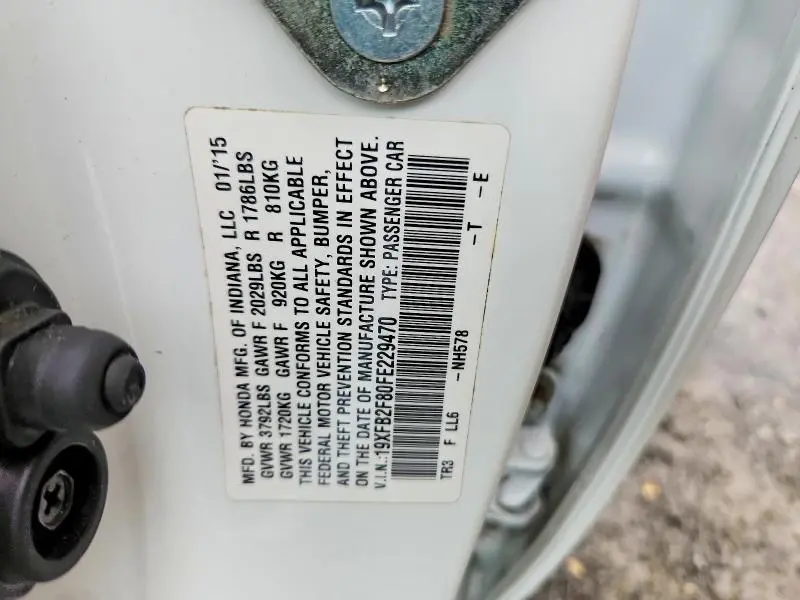 MFD. BY HONDA MFG. OF INDIANA, LLC 01/'15
GVWR 3792LBS GAWR F 2029LBS R 1786LBS
GVWR 1720KG GAWR F 920KG R 810KG
THIS VEHICLE CONFORMS TO ALL APPLICABLE
FEDERAL MOTOR VEHICLE SAFETY, BUMPER,
AND THEFT PREVENTION STANDARDS IN EFFECT
ON THE DATE OF MANUFACTURE SHOWN ABOVE.
V.I.N.:19XFB2F80FE229470 TYPE: PASSENGER CAR
TR3 F LL6 -NH578 -T -E